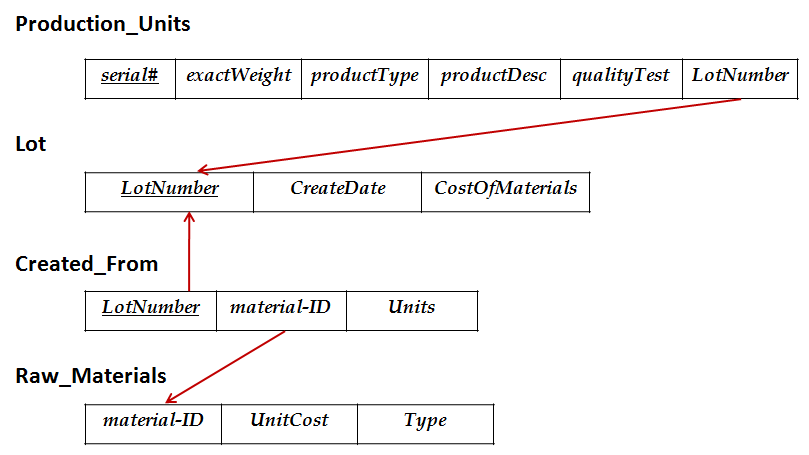 Production_Units
serial# exactWeight productType productDesc qualityTest LotNumber
Lot
LotNumber CreateDate CostOfMaterials
Created_From
LotNumber material-ID Units
Raw_Materials
material-ID UnitCost Type